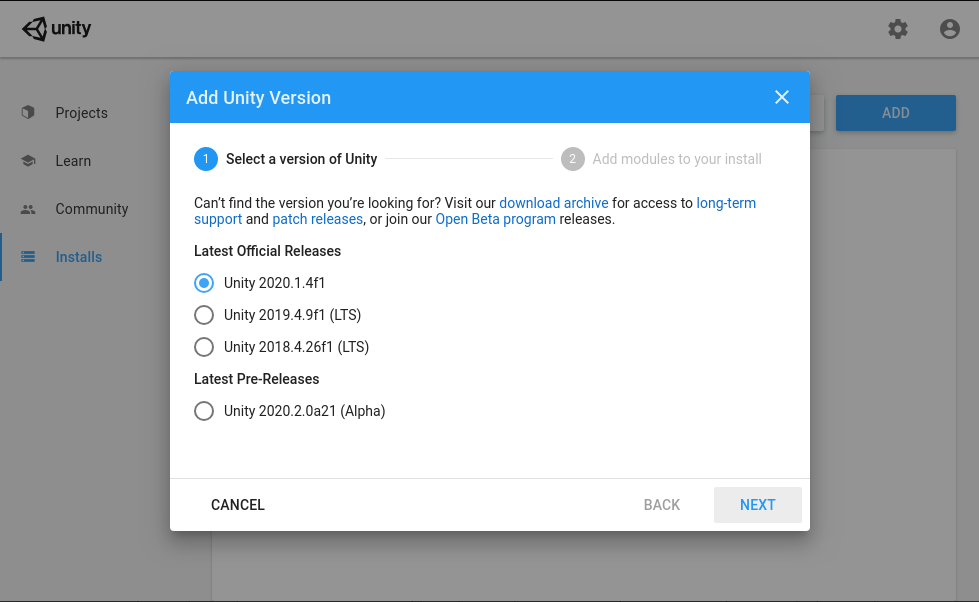 unity
Projects
Learn
Community
Installs
ADD
Add Unity Version
1 Select a version of Unity
2 Add modules to your install
Can't find the version you're looking for? Visit our download archive for access to long-term
support and patch releases, or join our Open Beta program releases.
Latest Official Releases
Unity 2020.1.4f1
Unity 2019.4.9f1 (LTS)
Unity 2018.4.26f1 (LTS)
Latest Pre-Releases
Unity 2020.2.0a21 (Alpha)
CANCEL
BACK
NEXT